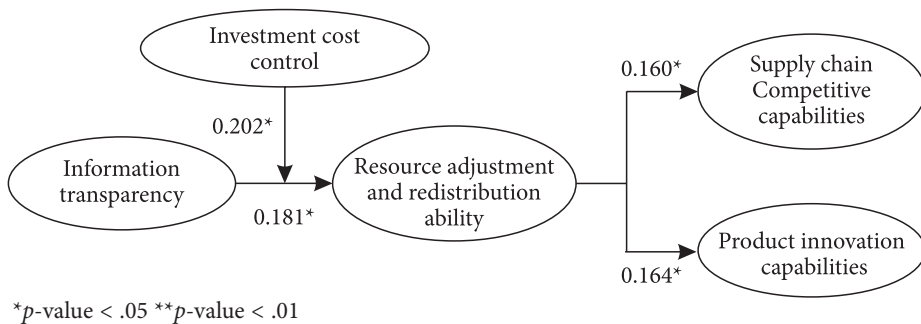 Investment cost
control
0.160*
Supply chain
Competitive
capabilities
0.202*
Information
transparency
0.181*
Resource adjustment
and redistribution
ability
0.164*
Product innovation
capabilities
*p-value < .05 **p-value < .01